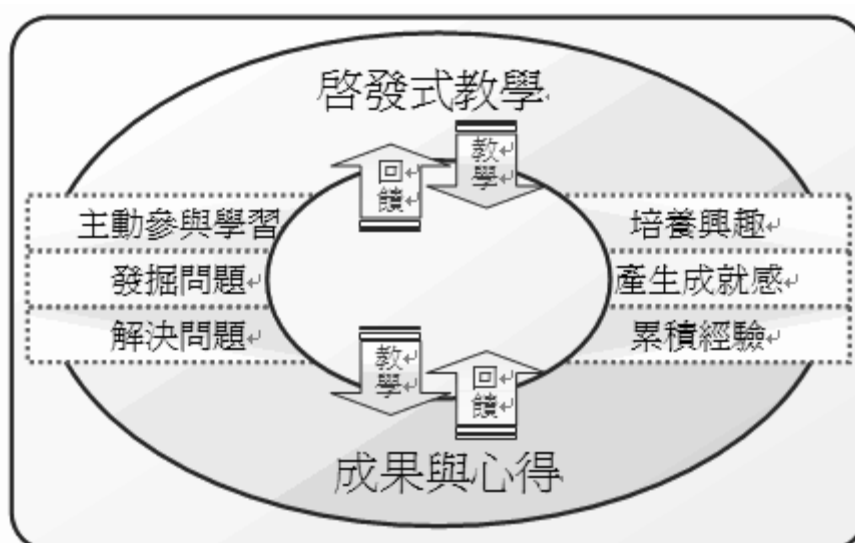 啓發式教學
回饋
教學
主動參與學習
發掘問題
解決問題
培養興趣
產生成就感
累積經驗
教學
回饋
成果與心得